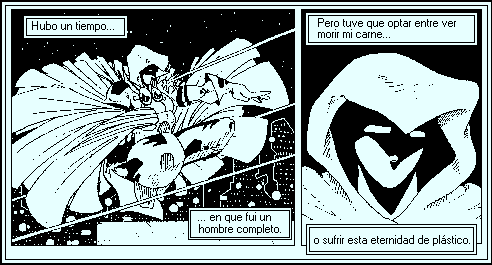 Hubo un tiempo...
... en que fui un
hombre completo.
Pero tuve que optar entre ver
morir mi carne...
o sufrir esta eternidad de plástico.